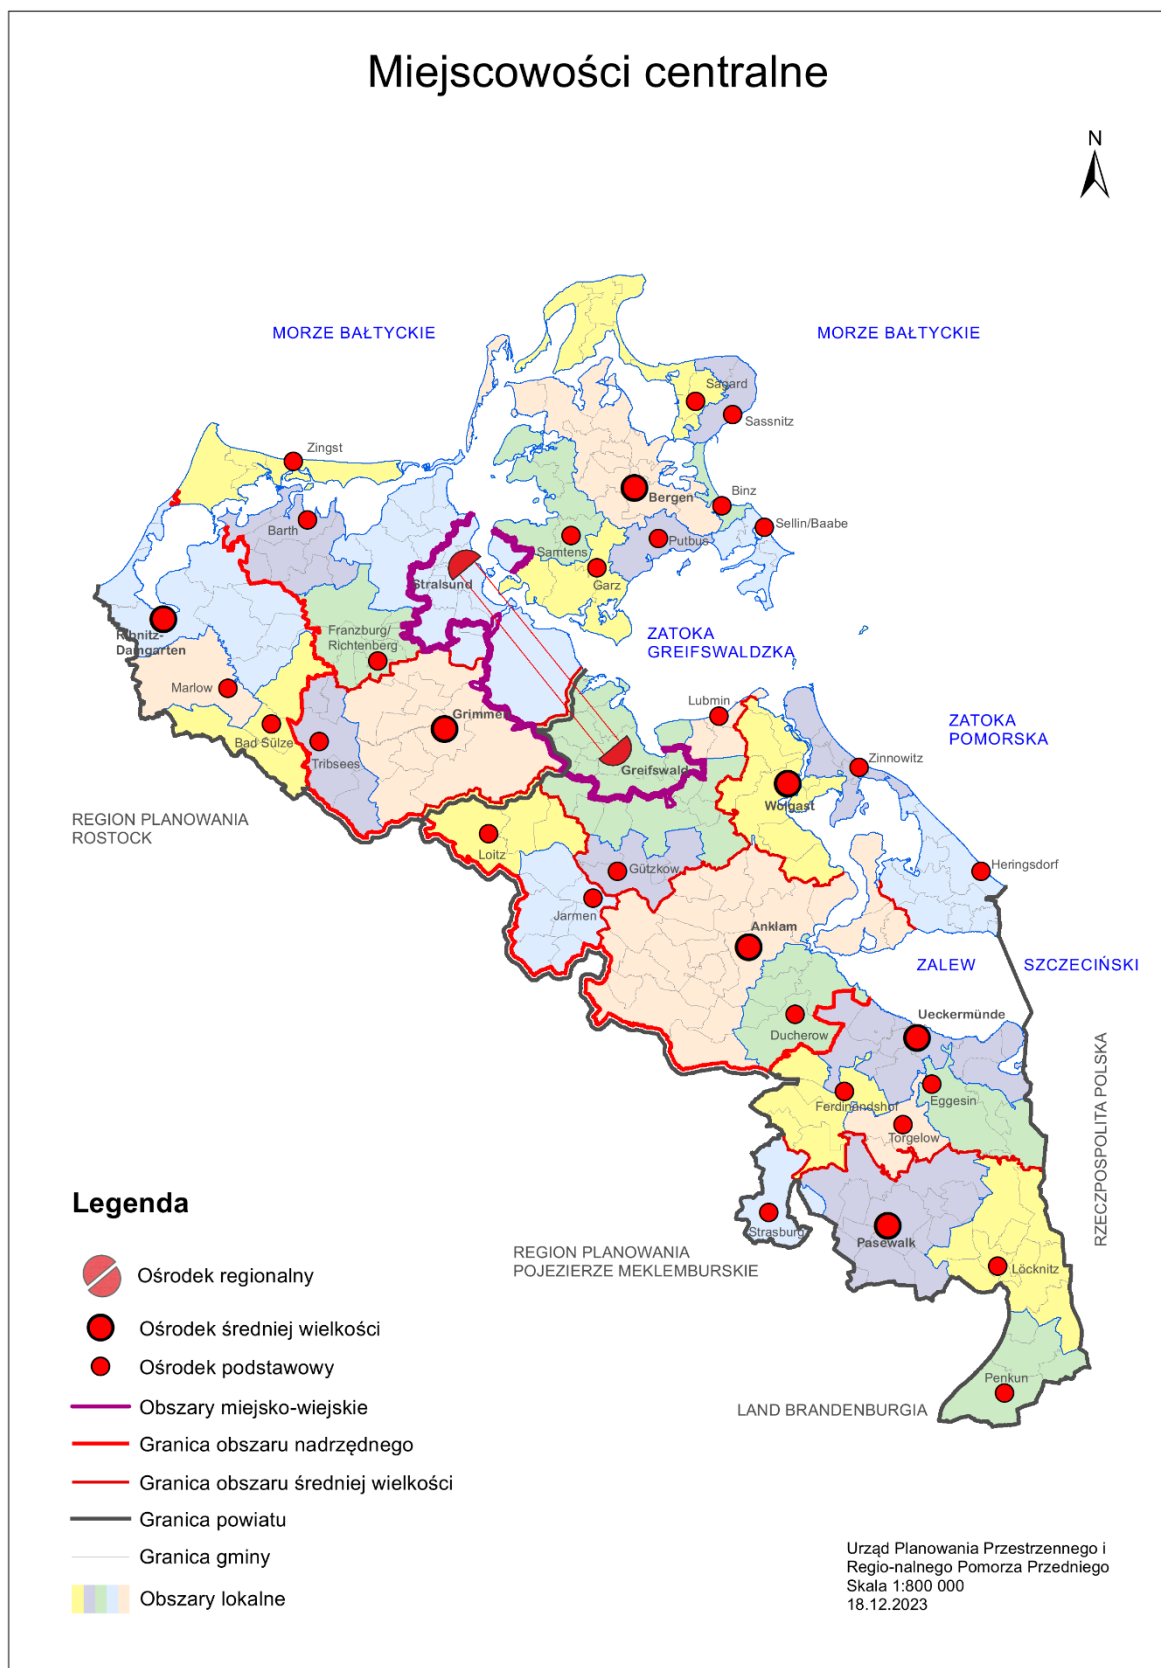 Miejscowości centralne
N
MORZE BAŁTYCKIE
MORZE BAŁTYCKIE
Sagard
Sassnitz
Zingst
Bergen
Binz
Barth
Sellin/Baabe
Samtens
Putbus
Stralsund
Garz
Ribnitz-
Damgarten
Franzburg/
Richtenberg
ZATOKA
GREIFSWALDZKA
Marlow
Lubmin
Bad Sülze
Grimmen
ZATOKA
POMORSKA
Tribsees
Greifswald
Zinnowitz
Wolgast
REGION PLANOWANIA
ROSTOCK
Loitz
Gützkow
Heringsdorf
Jarmen
Anklam
ZALEW
SZCZECIŃSKI
Ueckermünde
Ducherow
RZECZPOSPOLITA POLSKA
Ferdinandshof
Eggesin
Torgelow
Strasburg
Pasewalk
REGION PLANOWANIA
POJEZIERZE MEKLEMBURSKIE
Löcknitz
Penkun
LAND BRANDENBURGIA
Legenda
Ośrodek regionalny
Ośrodek średniej wielkości
Ośrodek podstawowy
Obszary miejsko-wiejskie
Granica obszaru nadrzędnego
Granica obszaru średniej wielkości
Granica powiatu
Granica gminy
Obszary lokalne
Urząd Planowania Przestrzennego i
Regio-nalnego Pomorza Przedniego
Skala 1:800 000
18.12.2023